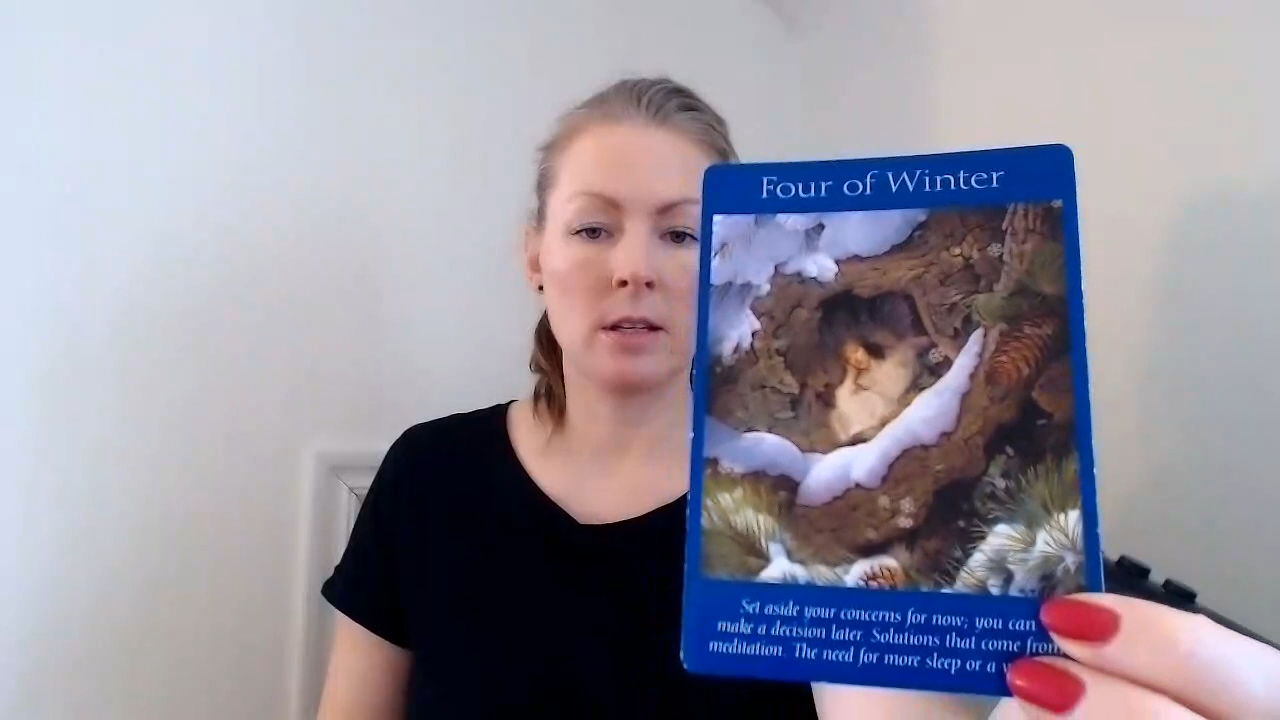 Four of Winter
Set aside your concerns for now; you can
make a decision later. Solutions that come from
meditation. The need for more sleep or a